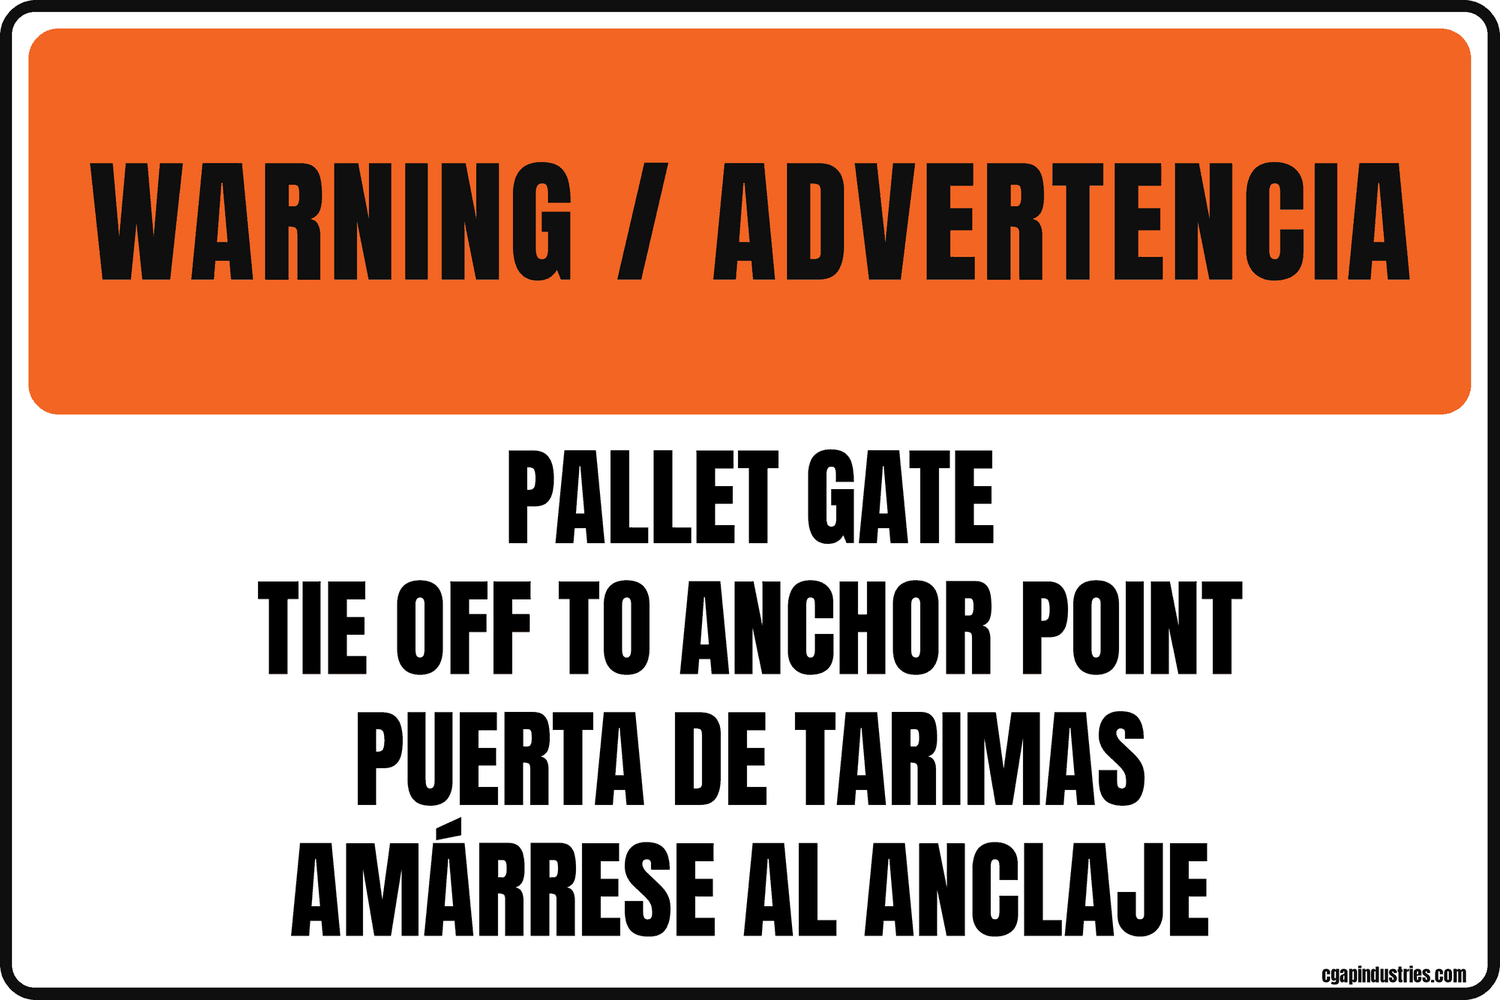 WARNING / ADVERTENCIA
PALLET GATE
TIE OFF TO ANCHOR POINT
PUERTA DE TARIMAS
AMÁRRESE AL ANCLAJE
cgapindustries.com